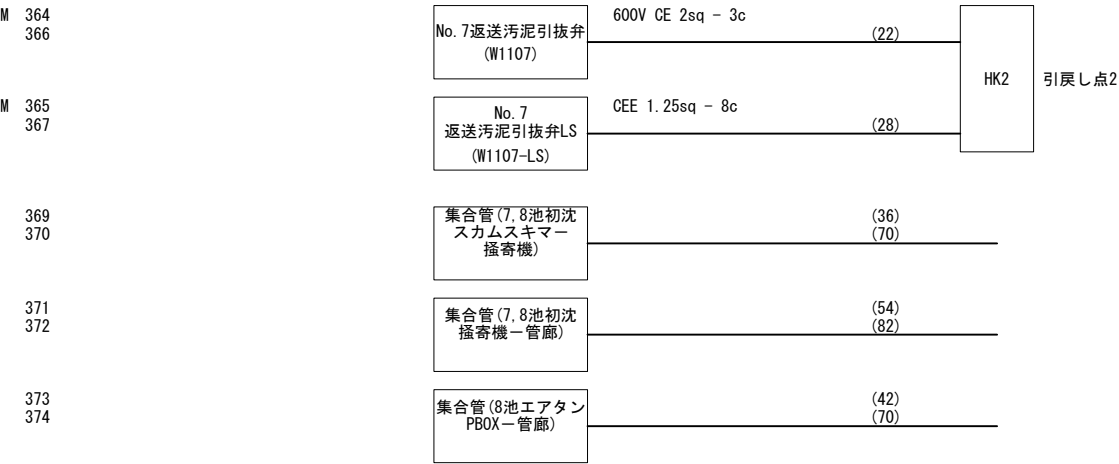 M 364 600V CE 2sq - 3c
366 No.7返送汚泥引抜弁 (22)
(W1107)
HK2 引戻し点2
M 365 CEE 1.25sq - 8c
No.7
367 返送汚泥引抜弁LS (28)
(W1107-LS)
369 集合管(7,8池初沈 (36)
370 スカムスキマー (70)
掻寄機)
371 集合管(7,8池初沈 (54)
372 掻寄機ー管廊) (82)
373 集合管(8池エアタン (42)
374 PBOXー管廊) (70)